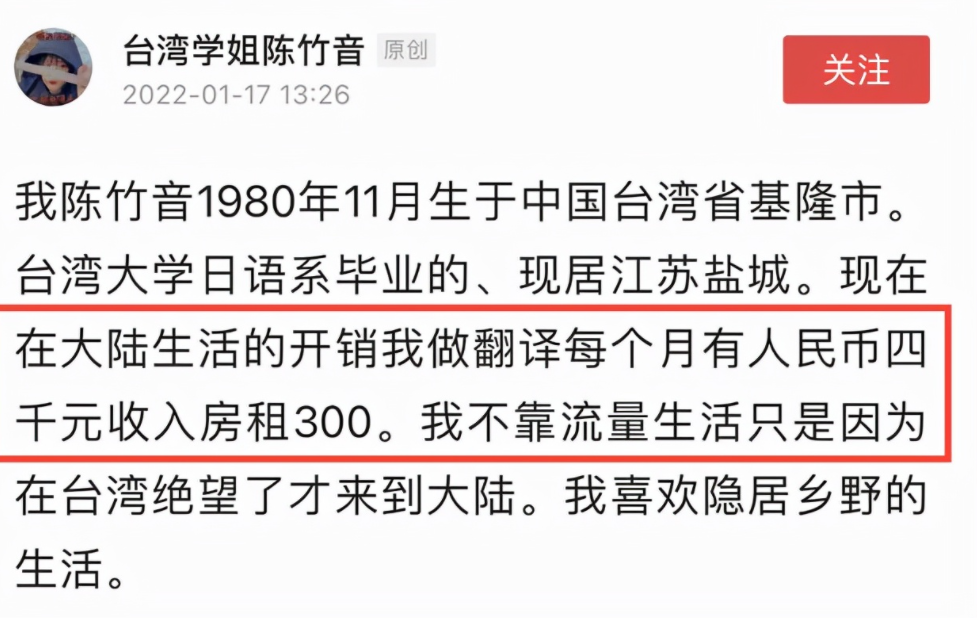 台湾学姐陈竹音 原创
2022-01-17 13:26
关注
我陈竹音1980年11月生于中国台湾省基隆市。
台湾大学日语系毕业的、现居江苏盐城。现在
在大陆生活的开销我做翻译每个月有人民币四
千元收入房租300。我不靠流量生活只是因为
在台湾绝望了才来到大陆。我喜欢隐居乡野的
生活。